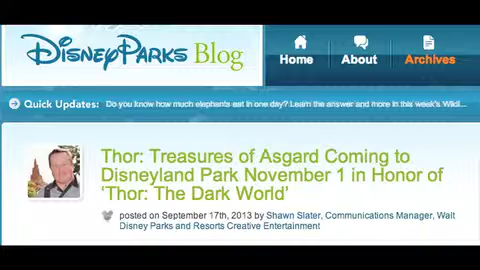 Disney Parks Blog
Home
About
Archives
Quick Updates: Do you know how much elephants eat in one day? Learn the answer and more in this week's Wildl...
Thor: Treasures of Asgard Coming to
Disneyland Park November 1 in Honor of
'Thor: The Dark World'
posted on September 17th, 2013 by Shawn Slater, Communications Manager, Walt
Disney Parks and Resorts Creative Entertainment